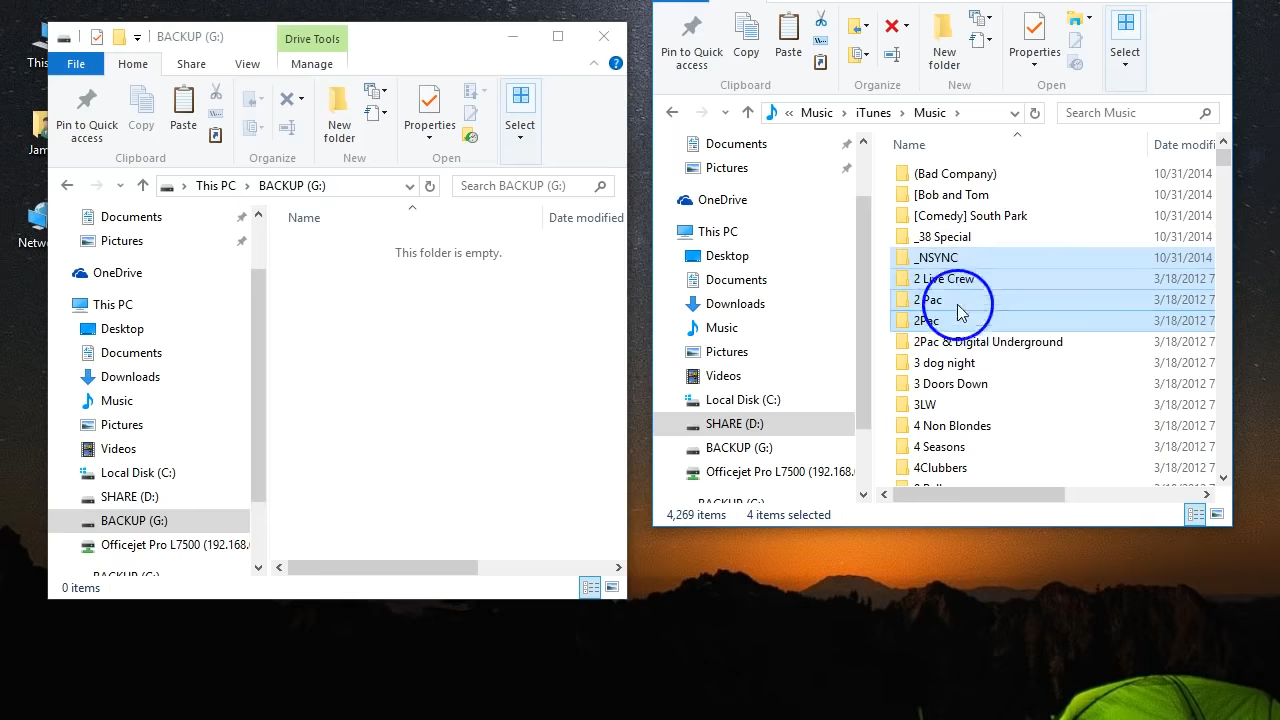 This
Jam
Netwo
BACKUP (G:)
Drive Tools
File
Home
Share
View
Manage
Pin to Quick access
Copy
Paste
New folder
Properties
Select
Clipboard
Organize
New
Open
This PC
BACKUP (G:)
Search BACKUP (G:)
Documents
Pictures
OneDrive
This PC
Desktop
Documents
Downloads
Music
Pictures
Videos
Local Disk (C:)
SHARE (D:)
BACKUP (G:)
Officejet Pro L7500 (192.168.
BACKUP (G:)
Name
Date modified
This folder is empty.
0 items
Pin to Quick access
Copy
Paste
New folder
Properties
Select
Clipboard
Organize
New
Open
« Music
iTunes
Music
Search Music
Documents
Pictures
OneDrive
This PC
Desktop
Documents
Downloads
Music
Pictures
Videos
Local Disk (C:)
SHARE (D:)
BACKUP (G:)
Officejet Pro L7500 (192.168.
BACKUP (G:)
Name
Date modifi
(Bad Company) 10/31/2014
[Bob and Tom 10/31/2014
[Comedy] South Park 10/31/2014
_38 Special 10/31/2014
_NSYNC 10/31/2014
2 Live Crew 3/18/2012 7
2 Pac 3/18/2012 7
2Pac 3/18/2012 7
2Pac & Digital Underground 3/18/2012 7
3 dog night 3/18/2012 7
3 Doors Down 3/18/2012 7
3LW 3/18/2012 7
4 Non Blondes 3/18/2012 7
4 Seasons 3/18/2012 7
4Clubbers 3/18/2012 7
4,269 items
4 items selected